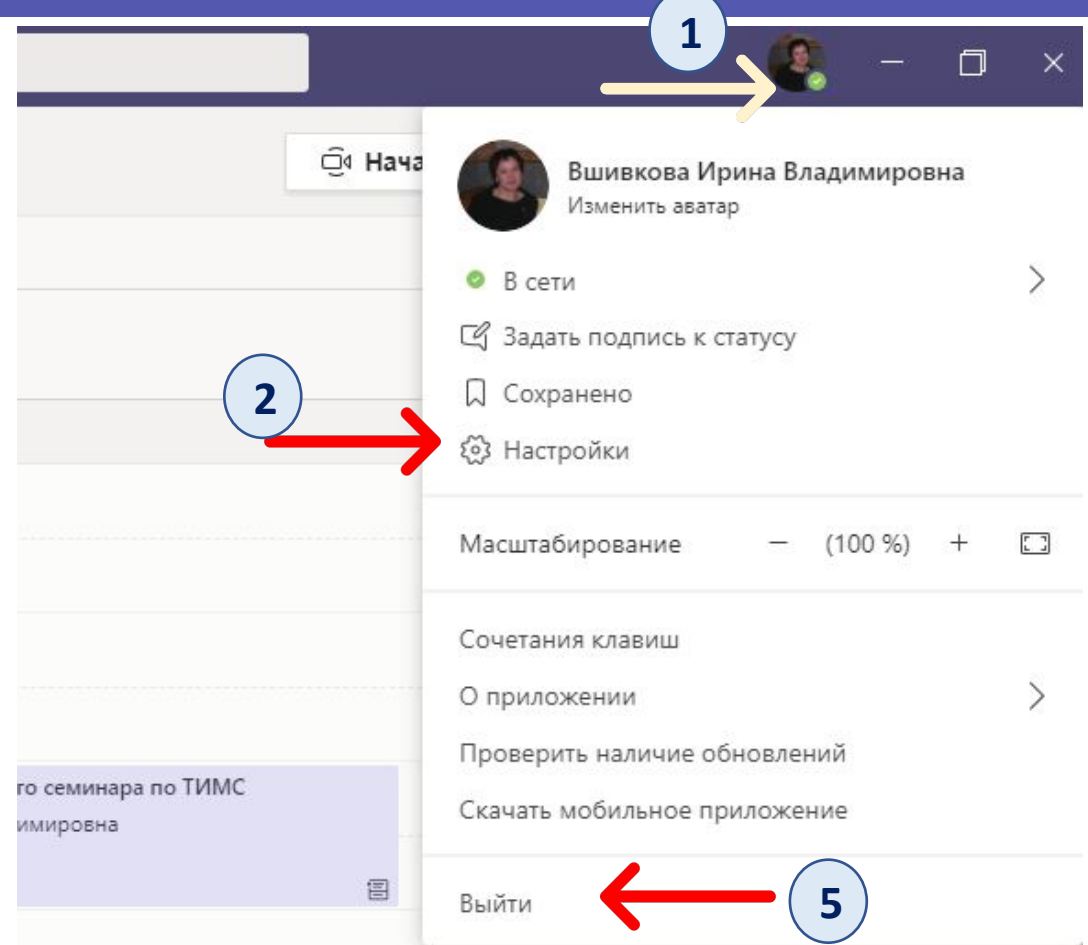 1
Нача
Вшивкова Ирина Владимировна
Изменить аватар
В сети
Задать подпись к статусу
2
Сохранено
Настройки
Масштабирование — (100 %) +
Сочетания клавиш
О приложении
Проверить наличие обновлений
го семинара по ТИМС
Скачать мобильное приложение
имировна
Выйти
5